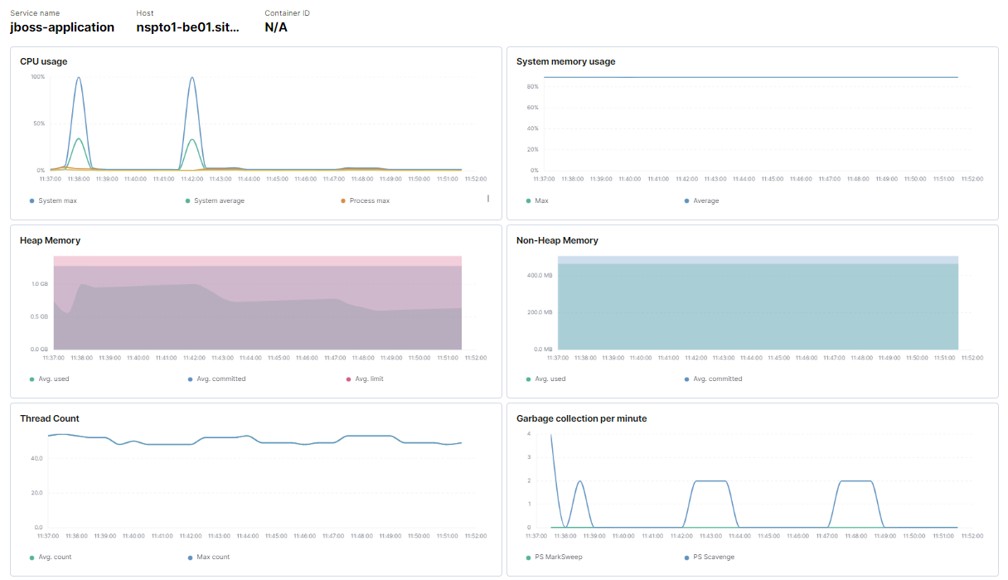 Service name Host Container ID
jboss-application nspto1-be01.sit... N/A
CPU usage
100%
50%
0%
11:37:00 11:38:00 11:39:00 11:40:00 11:41:00 11:42:00 11:43:00 11:44:00 11:45:00 11:46:00 11:47:00 11:48:00 11:49:00 11:50:00 11:51:00 11:52:00
System max System average Process max
System memory usage
80%
60%
40%
20%
0%
11:37:00 11:38:00 11:39:00 11:40:00 11:41:00 11:42:00 11:43:00 11:44:00 11:45:00 11:46:00 11:47:00 11:48:00 11:49:00 11:50:00 11:51:00 11:52:00
Max Average
Heap Memory
1.0 GB
0.5 GB
0.0 GB
11:37:00 11:38:00 11:39:00 11:40:00 11:41:00 11:42:00 11:43:00 11:44:00 11:45:00 11:46:00 11:47:00 11:48:00 11:49:00 11:50:00 11:51:00 11:52:00
Avg. used Avg. committed Avg. limit
Non-Heap Memory
400.0 MB
200.0 MB
0.0 MB
11:37:00 11:38:00 11:39:00 11:40:00 11:41:00 11:42:00 11:43:00 11:44:00 11:45:00 11:46:00 11:47:00 11:48:00 11:49:00 11:50:00 11:51:00 11:52:00
Avg. used Avg. committed
Thread Count
40.0
20.0
0.0
11:37:00 11:38:00 11:39:00 11:40:00 11:41:00 11:42:00 11:43:00 11:44:00 11:45:00 11:46:00 11:47:00 11:48:00 11:49:00 11:50:00 11:51:00 11:52:00
Avg. count Max count
Garbage collection per minute
4
3
2
1
0
11:37:00 11:38:00 11:39:00 11:40:00 11:41:00 11:42:00 11:43:00 11:44:00 11:45:00 11:46:00 11:47:00 11:48:00 11:49:00 11:50:00 11:51:00 11:52:00
PS MarkSweep PS Scavenge